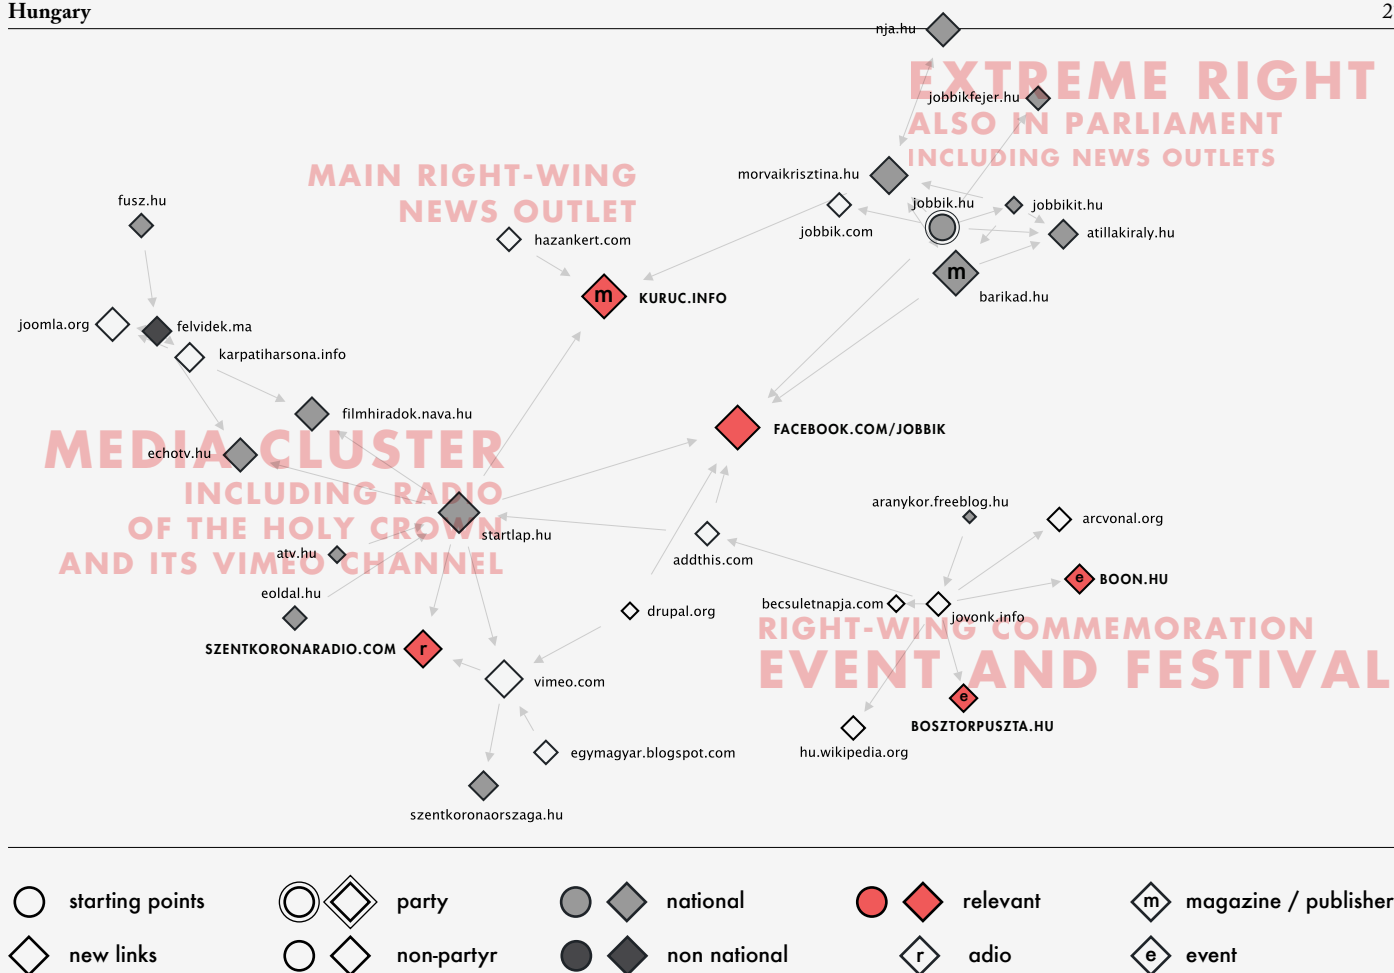 Hungary
2
nja.hu
EXTREME RIGHT
jobbikfejer.hu
ALSO IN PARLIAMENT
INCLUDING NEWS OUTLETS
MAIN RIGHT-WING
NEWS OUTLET
morvaikrisztina.hu
fusz.hu
jobbik.hu
jobbikit.hu
jobbik.com
atillakiraly.hu
hazankert.com
m
barikad.hu
m
KURUC.INFO
joomla.org
felvidek.ma
karpatiharsona.info
filmhiradok.nava.hu
FACEBOOK.COM/JOBBIK
MEDIA CLUSTER
echotv.hu
INCLUDING RADIO
OF THE HOLY CROWN
AND ITS VIMEO CHANNEL
startlap.hu
atv.hu
eoldal.hu
aranykor.freeblog.hu
arcvonal.org
addthis.com
e
BOON.HU
becsuletnapja.com
jovonk.info
drupal.org
RIGHT-WING COMMEMORATION
EVENT AND FESTIVAL
SZENTKORONARADIO.COM
r
vimeo.com
e
BOSZTORPUSZTA.HU
hu.wikipedia.org
egymagyar.blogspot.com
szentkoronaorszaga.hu
starting points
party
national
relevant
m
magazine / publisher
new links
non-partyr
non national
r
adio
e
event